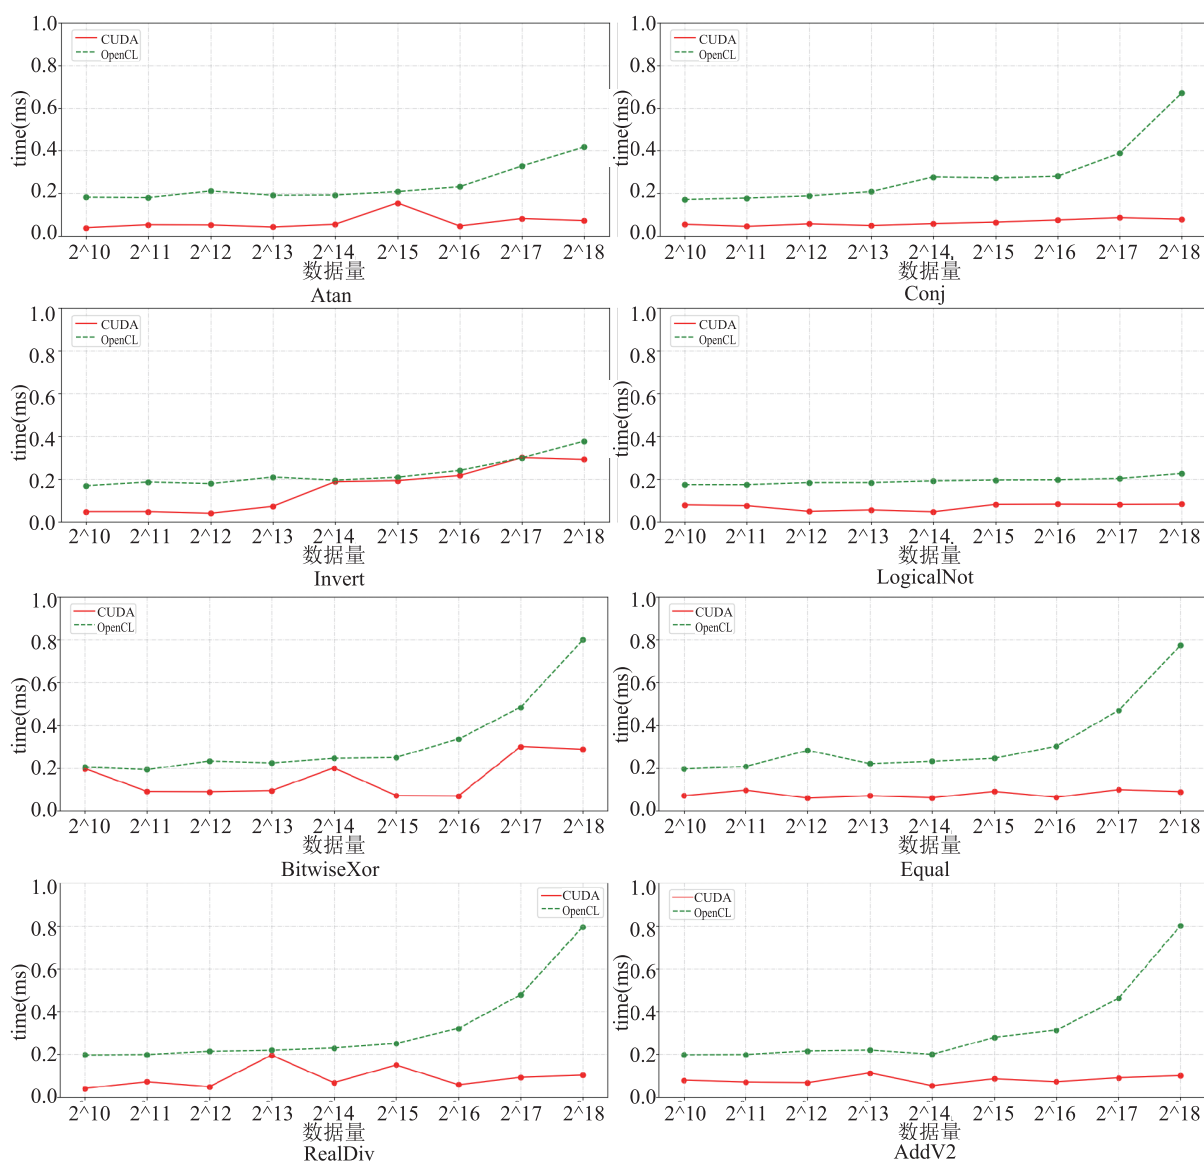 1.0
0.8
0.6
0.4
0.2
0.0
time(ms)
CUDA
OpenCL
2^10 2^11 2^12 2^13 2^14 2^15 2^16 2^17 2^18
数据量
Atan
1.0
0.8
0.6
0.4
0.2
0.0
time(ms)
CUDA
OpenCL
2^10 2^11 2^12 2^13 2^14 2^15 2^16 2^17 2^18
数据量
Conj
1.0
0.8
0.6
0.4
0.2
0.0
time(ms)
CUDA
OpenCL
2^10 2^11 2^12 2^13 2^14 2^15 2^16 2^17 2^18
数据量
Invert
1.0
0.8
0.6
0.4
0.2
0.0
time(ms)
CUDA
OpenCL
2^10 2^11 2^12 2^13 2^14 2^15 2^16 2^17 2^18
数据量
LogicalNot
1.0
0.8
0.6
0.4
0.2
0.0
time(ms)
CUDA
OpenCL
2^10 2^11 2^12 2^13 2^14 2^15 2^16 2^17 2^18
数据量
BitwiseXor
1.0
0.8
0.6
0.4
0.2
0.0
time(ms)
CUDA
OpenCL
2^10 2^11 2^12 2^13 2^14 2^15 2^16 2^17 2^18
数据量
Equal
1.0
0.8
0.6
0.4
0.2
0.0
time(ms)
CUDA
OpenCL
2^10 2^11 2^12 2^13 2^14 2^15 2^16 2^17 2^18
数据量
RealDiv
1.0
0.8
0.6
0.4
0.2
0.0
time(ms)
CUDA
OpenCL
2^10 2^11 2^12 2^13 2^14 2^15 2^16 2^17 2^18
数据量
AddV2